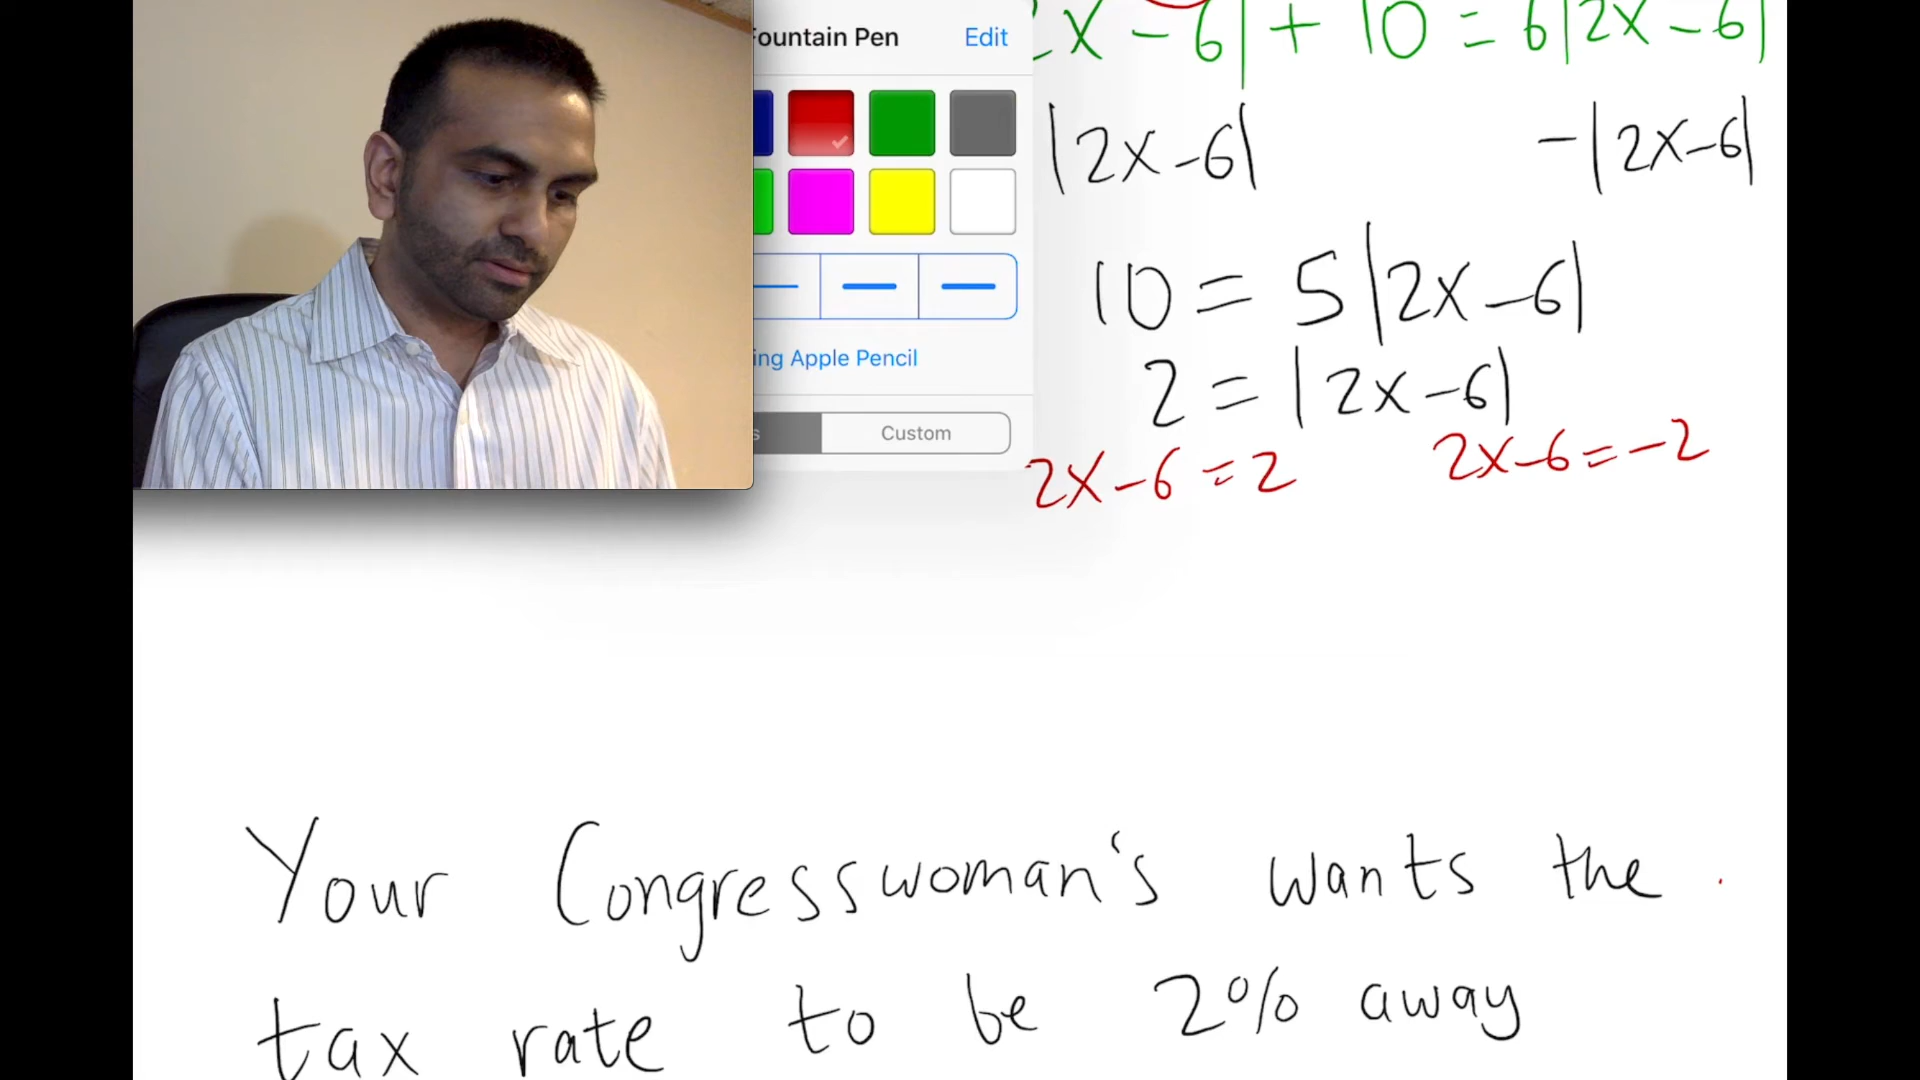 Fountain Pen Edit
x - 6| + 10 = 6|2x - 6|
|2x - 6| -|2x - 6|
10 = 5|2x - 6|
2 = |2x - 6|
Apple Pencil
Custom
2x - 6 = 2 2x - 6 = -2
Your Congresswoman's wants the
tax rate to be 2% away